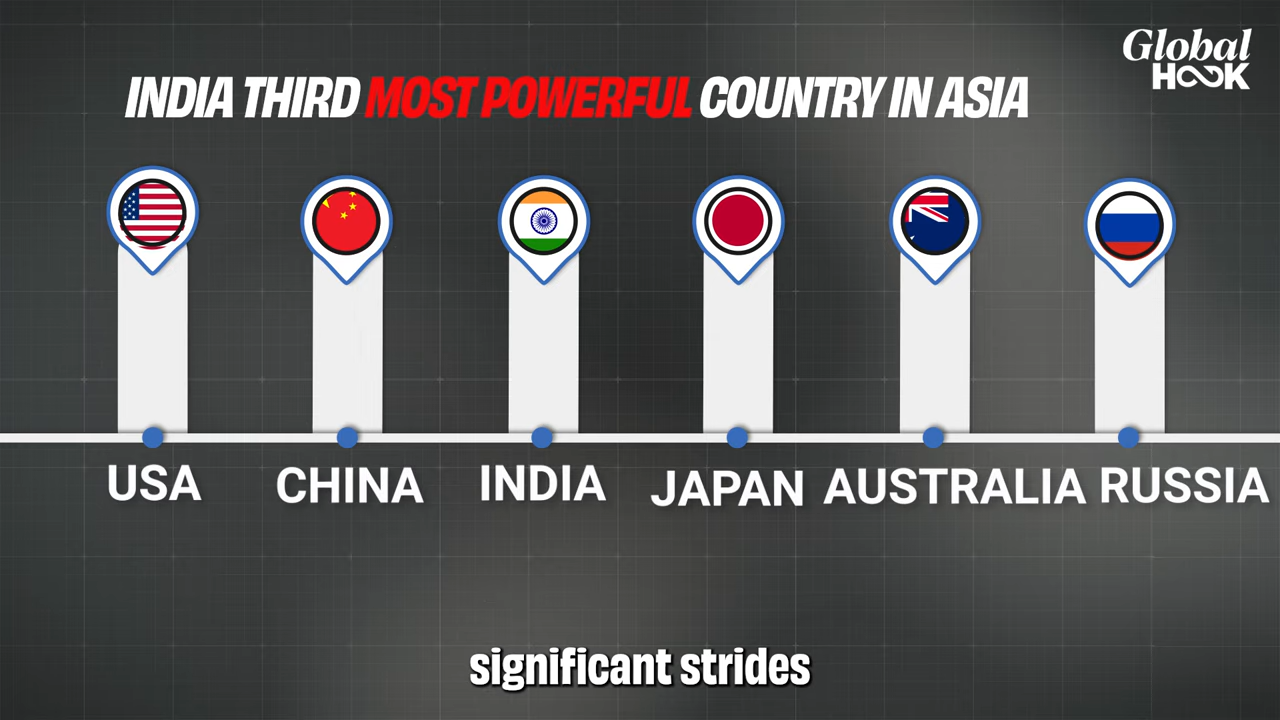 Global
HOOK
INDIA THIRD MOST POWERFUL COUNTRY IN ASIA
USA
CHINA
INDIA
JAPAN
AUSTRALIA
RUSSIA
significant strides